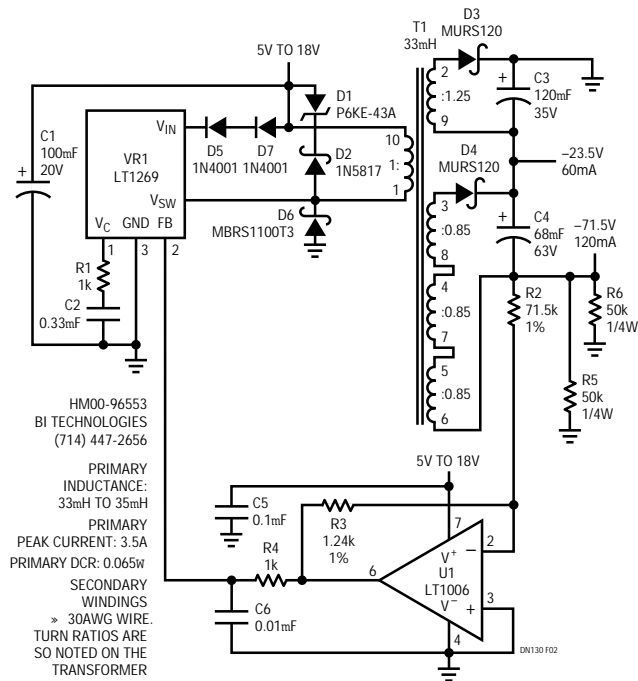 D3
MURS120
T1
33mH
5V TO 18V
2
:1.25
9
+
C3
120mF
35V
D1
P6KE-43A
C1
100mF
20V
+
VR1
LT1269
VIN
VSW
VC GND FB
1 3 2
D5
1N4001
D7
1N4001
D2
1N5817
10
1:
1
D6
MBRS1100T3
D4
MURS120
–23.5V
60mA
3
:0.85
8
+
C4
68mF
63V
–71.5V
120mA
R1
1k
C2
0.33mF
4
:0.85
7
R2
71.5k
1%
R6
50k
1/4W
5
:0.85
6
R5
50k
1/4W
HM00-96553
BI TECHNOLOGIES
(714) 447-2656
PRIMARY
INDUCTANCE:
33mH TO 35mH
PRIMARY
PEAK CURRENT: 3.5A
PRIMARY DCR: 0.065w
SECONDARY
WINDINGS
» 30AWG WIRE.
TURN RATIOS ARE
SO NOTED ON THE
TRANSFORMER
5V TO 18V
C5
0.1mF
R3
1.24k
1%
R4
1k
C6
0.01mF
7
V+
–
2
6
U1
LT1006
V–
+
3
4
DN130 F02